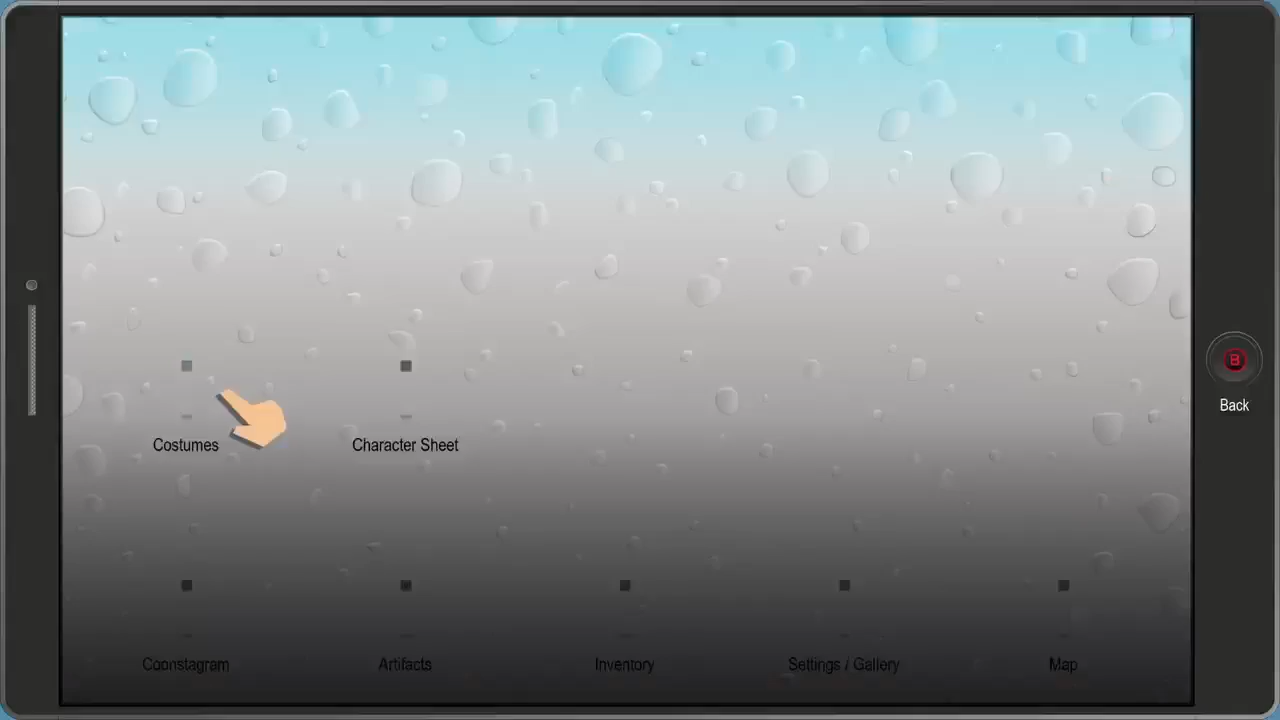 B
Back
Costumes
Character Sheet
Coonstagram
Artifacts
Inventory
Settings / Gallery
Map